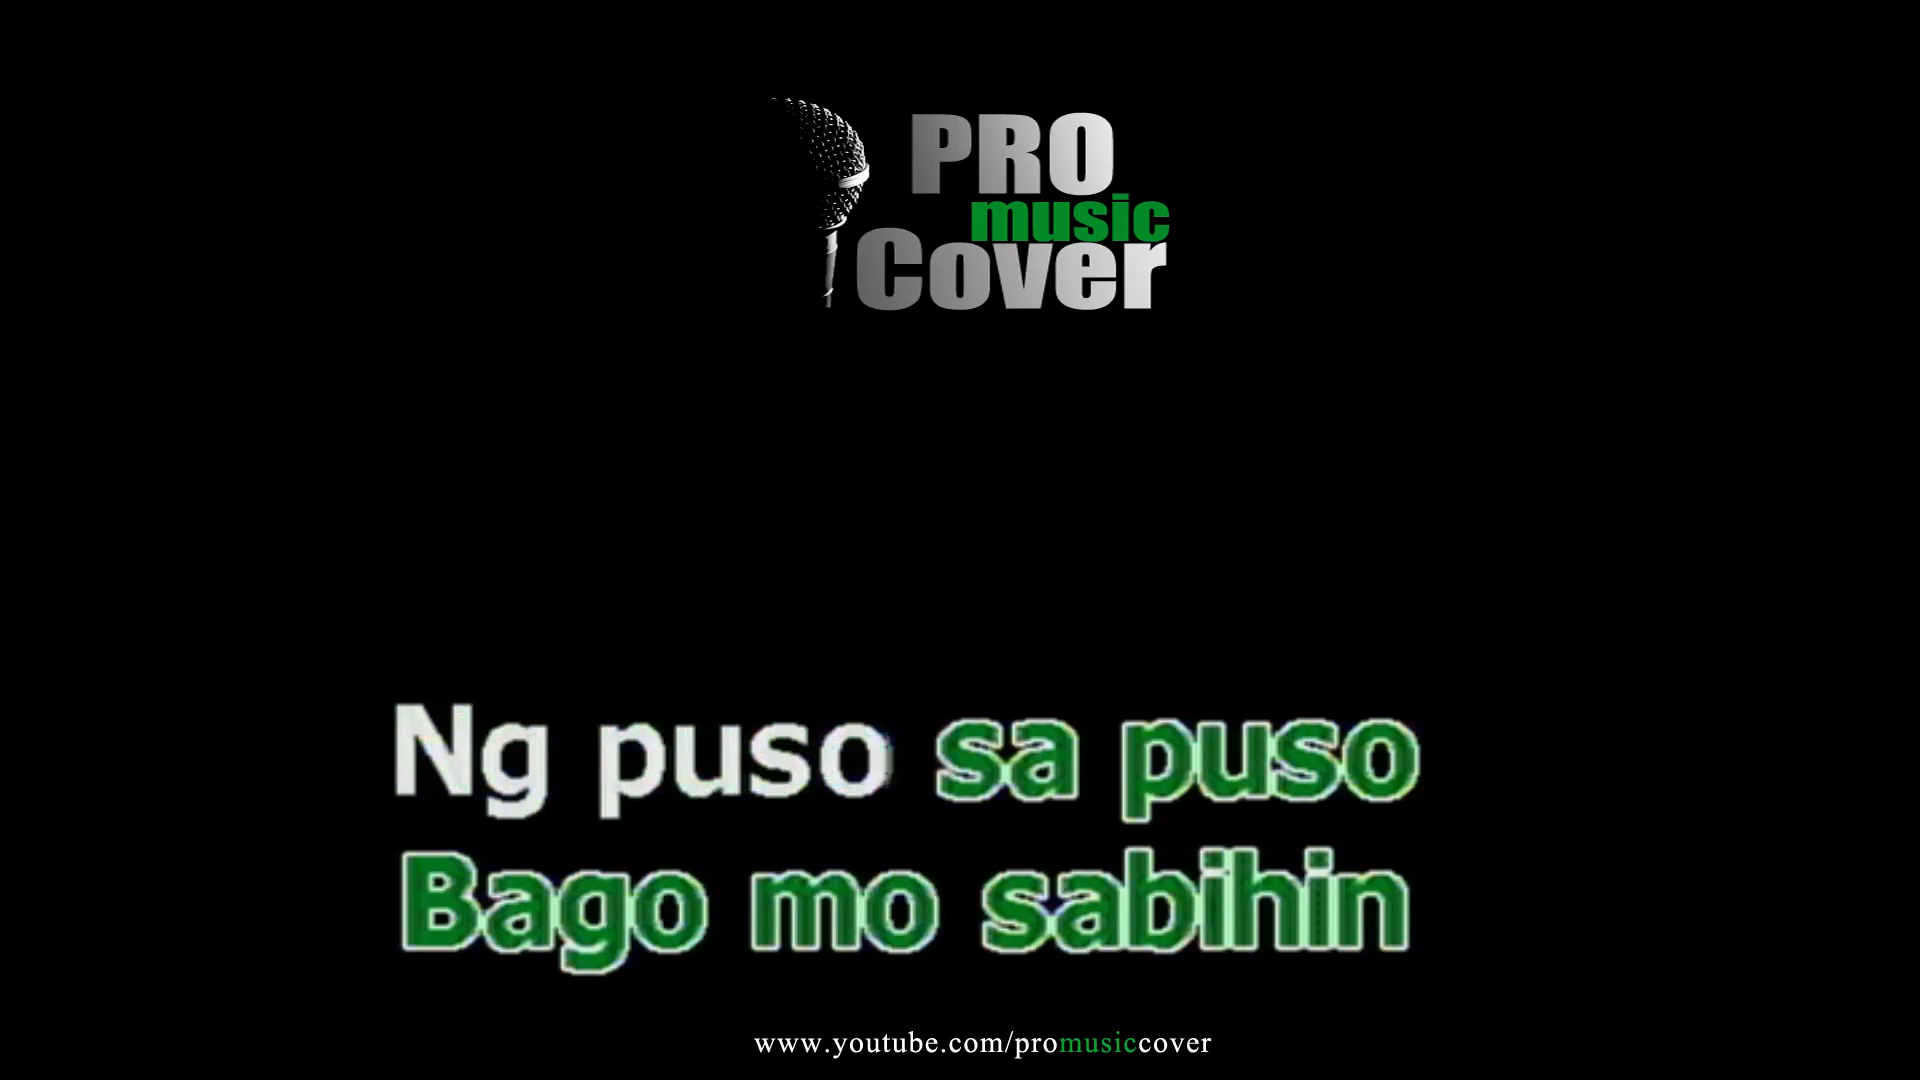 PRO
music
Cover
Ng puso sa puso
Bago mo sabihin
www.youtube.com/promusiccover